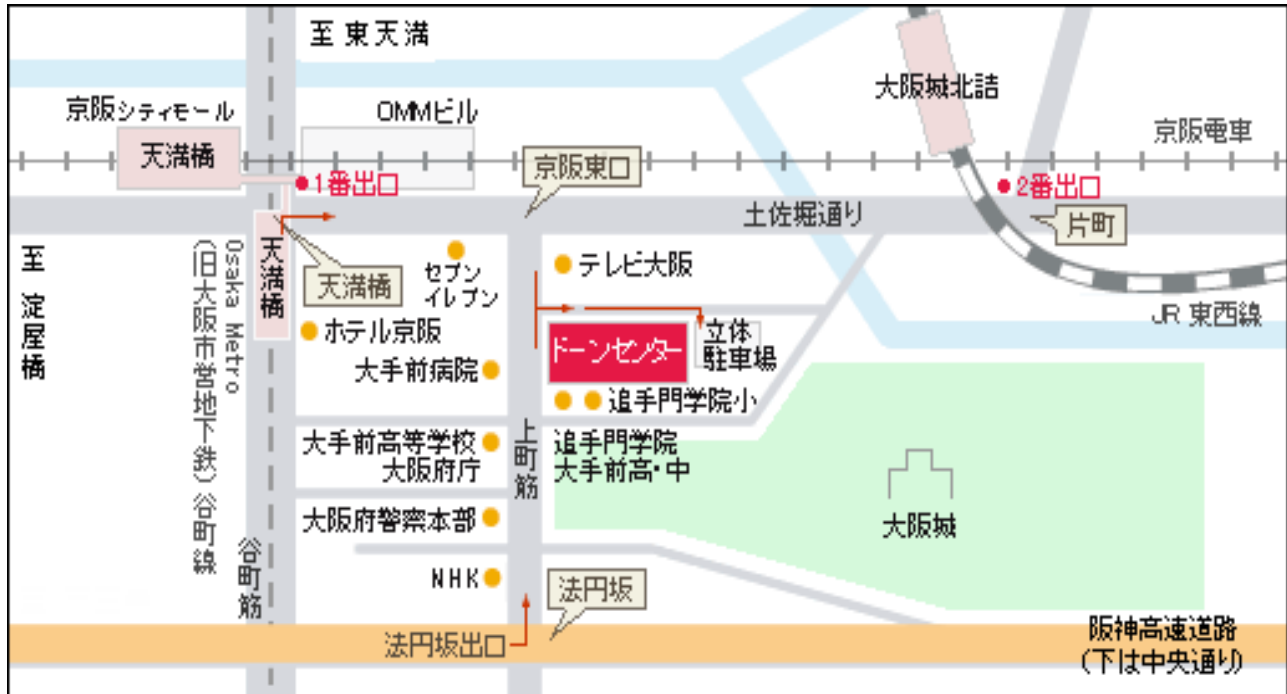 至 東天満
京阪シティモール
天満橋
OMMビル
大阪城北詰
京阪電車
1番出口
京阪東口
2番出口
土佐堀通り
片町
至 淀屋橋
Osaka Metro
(旧大阪市営地下鉄)谷町線
天満橋
天満橋
セブン
イレブン
テレビ大阪
JR 東西線
ホテル京阪
ドーンセンター
立体
駐車場
大手前病院
追手門学院小
大手前高等学校
大阪府庁
上町筋
追手門学院
大手前高・中
大阪城
大阪府警察本部
谷町筋
NHK
法円坂
法円坂出口
阪神高速道路
(下は中央通り)